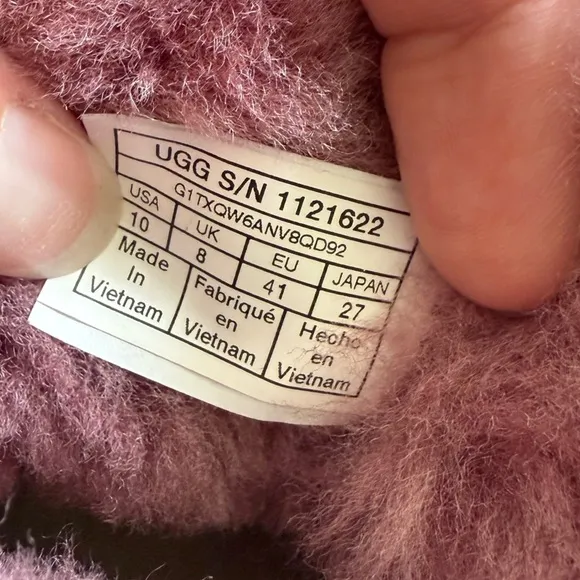 UGG S/N 1121622
G1TXQW6ANV8QD92
USA UK EU JAPAN
10 8 41 27
Made In Vietnam
Fabriqué en Vietnam
Hecho en Vietnam